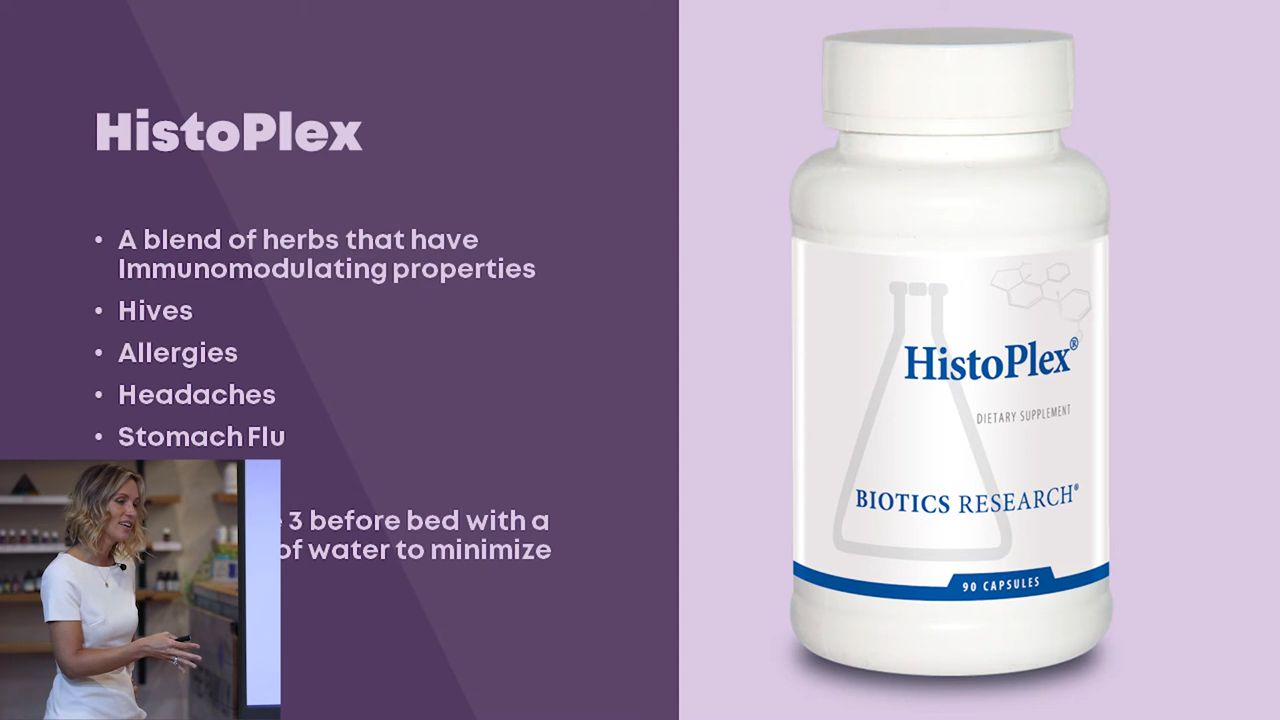 HistoPlex
• A blend of herbs that have
Immunomodulating properties
• Hives
• Allergies
• Headaches
• Stomach Flu
3 before bed with a
of water to minimize
HistoPlex®
DIETARY SUPPLEMENT
BIOTICS RESEARCH®
90 CAPSULES